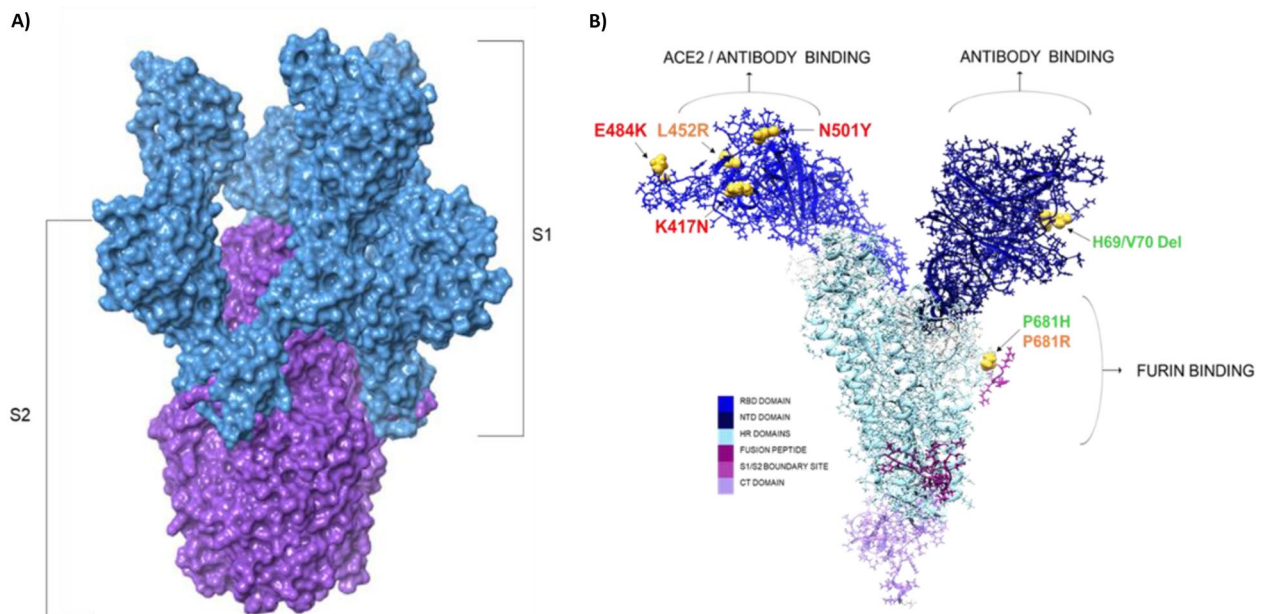 A)
S1
S2
B)
ACE2 / ANTIBODY BINDING
ANTIBODY BINDING
E484K
L452R
N501Y
K417N
H69/V70 Del
P681H
P681R
FURIN BINDING
RBD DOMAIN
NTD DOMAIN
HR DOMAINS
FUSION PEPTIDE
S1/S2 BOUNDARY SITE
CT DOMAIN